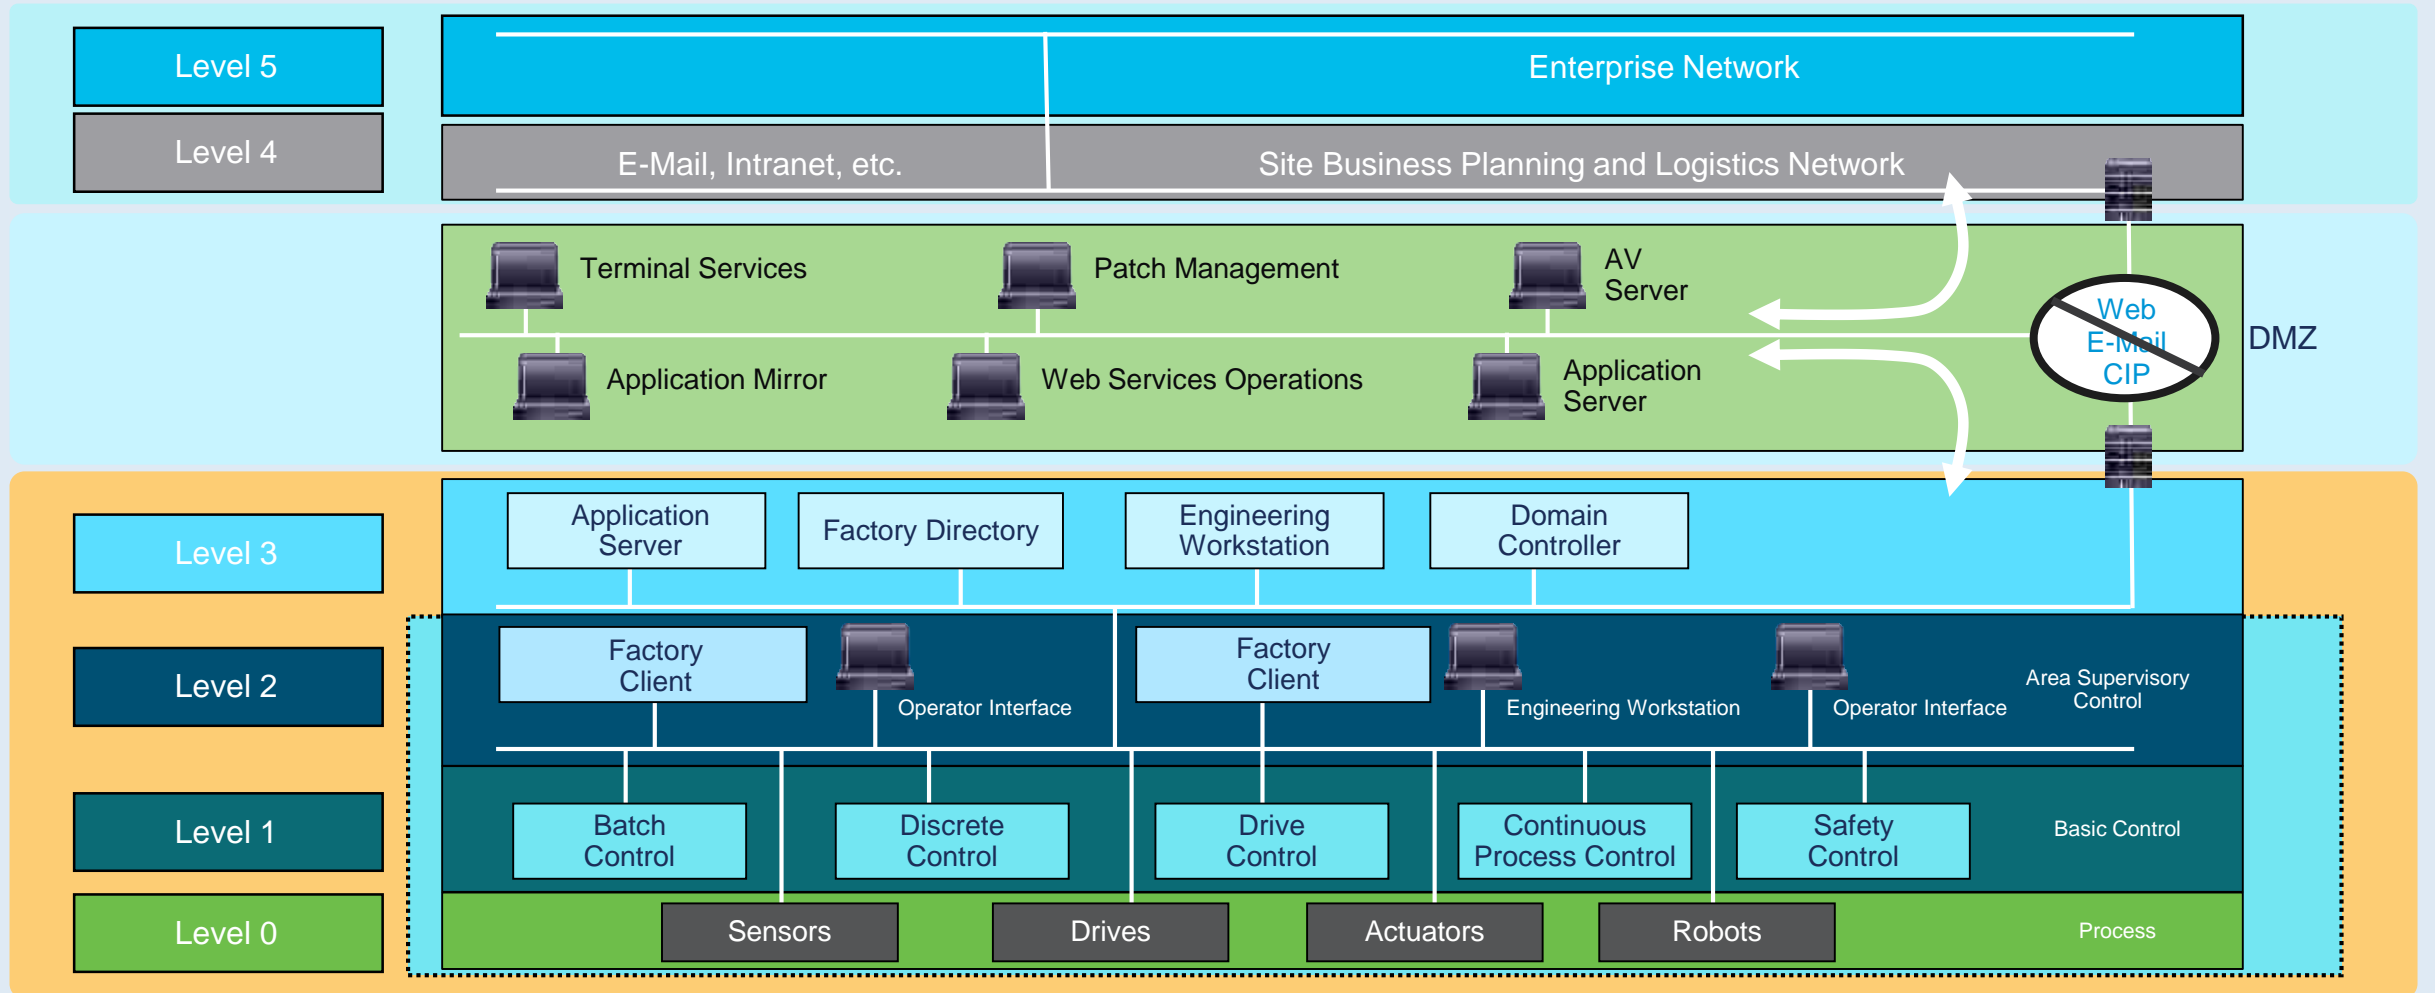 Level 5
Enterprise Network
Level 4
E-Mail, Intranet, etc.
Site Business Planning and Logistics Network
Terminal Services
Patch Management
AV
Server
Application Mirror
Web Services Operations
Application
Server
Web
E-Mail
CIP
DMZ
Level 3
Application
Server
Factory Directory
Engineering
Workstation
Domain
Controller
Level 2
Factory
Client
Operator Interface
Factory
Client
Engineering Workstation
Operator Interface
Area Supervisory
Control
Level 1
Batch
Control
Discrete
Control
Drive
Control
Continuous
Process Control
Safety
Control
Basic Control
Level 0
Sensors
Drives
Actuators
Robots
Process